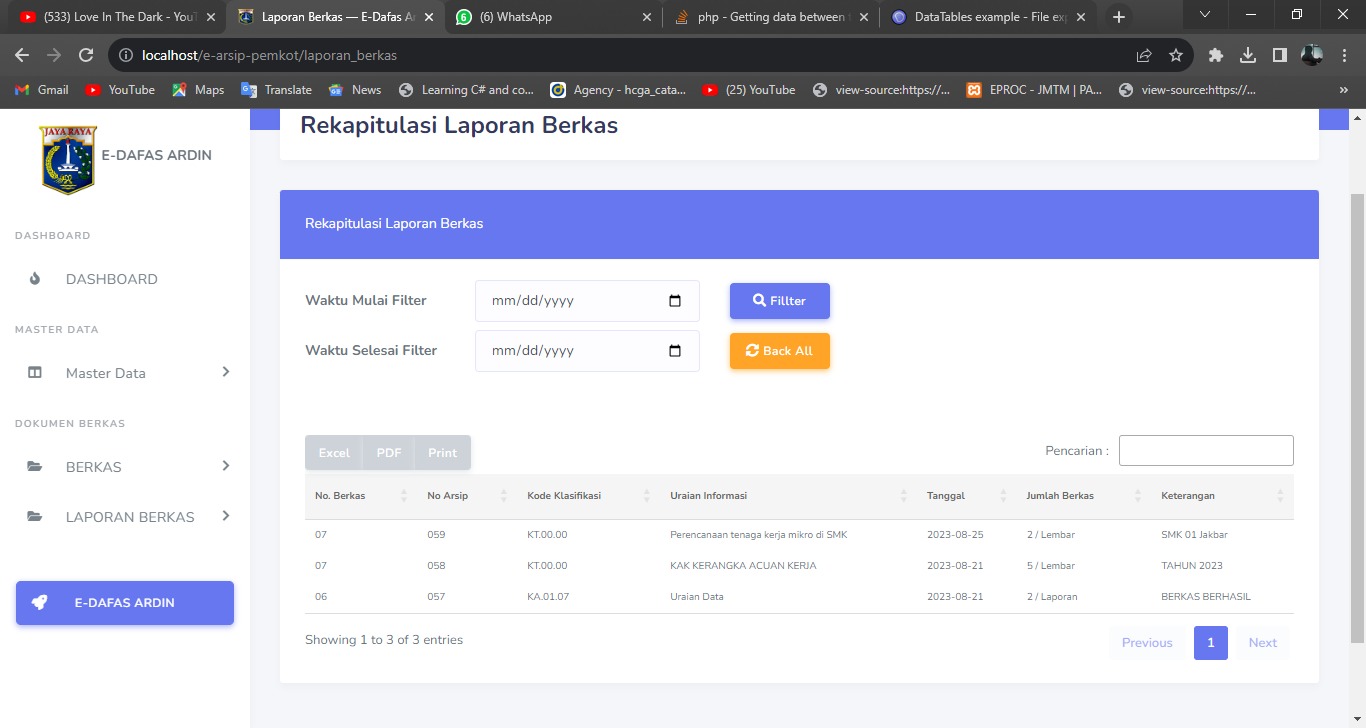 (533) Love In The Dark - YouT
Laporan Berkas — E-Dafas Ar
(6) WhatsApp
php - Getting data between
DataTables example - File exp
localhost/e-arsip-pemkot/laporan_berkas
Gmail
YouTube
Maps
Translate
News
Learning C# and co...
Agency - hcga_cata...
(25) YouTube
view-source:https://...
EPROC - JMTM | PA...
view-source:https://...
»
JAYA RAYA
E-DAFAS ARDIN
DASHBOARD
DASHBOARD
MASTER DATA
Master Data
DOKUMEN BERKAS
BERKAS
LAPORAN BERKAS
E-DAFAS ARDIN
Rekapitulasi Laporan Berkas
Rekapitulasi Laporan Berkas
Waktu Mulai Filter mm/dd/yyyy Fillter
Waktu Selesai Filter mm/dd/yyyy Back All
Excel PDF Print Pencarian :
No. Berkas No Arsip Kode Klasifikasi Uraian Informasi Tanggal Jumlah Berkas Keterangan
07 059 KT.00.00 Perencanaan tenaga kerja mikro di SMK 2023-08-25 2 / Lembar SMK 01 Jakbar
07 058 KT.00.00 KAK KERANGKA ACUAN KERJA 2023-08-21 5 / Lembar TAHUN 2023
06 057 KA.01.07 Uraian Data 2023-08-21 2 / Laporan BERKAS BERHASIL
Showing 1 to 3 of 3 entries Previous 1 Next